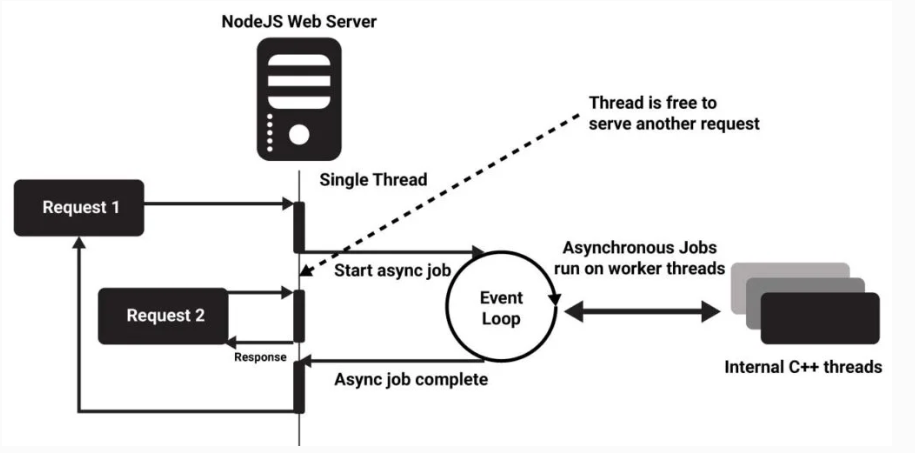 NodeJS Web Server
Thread is free to
serve another request
Single Thread
Request 1
Start async job
Asynchronous Jobs
run on worker threads
Event
Loop
Request 2
Response
Async job complete
Internal C++ threads